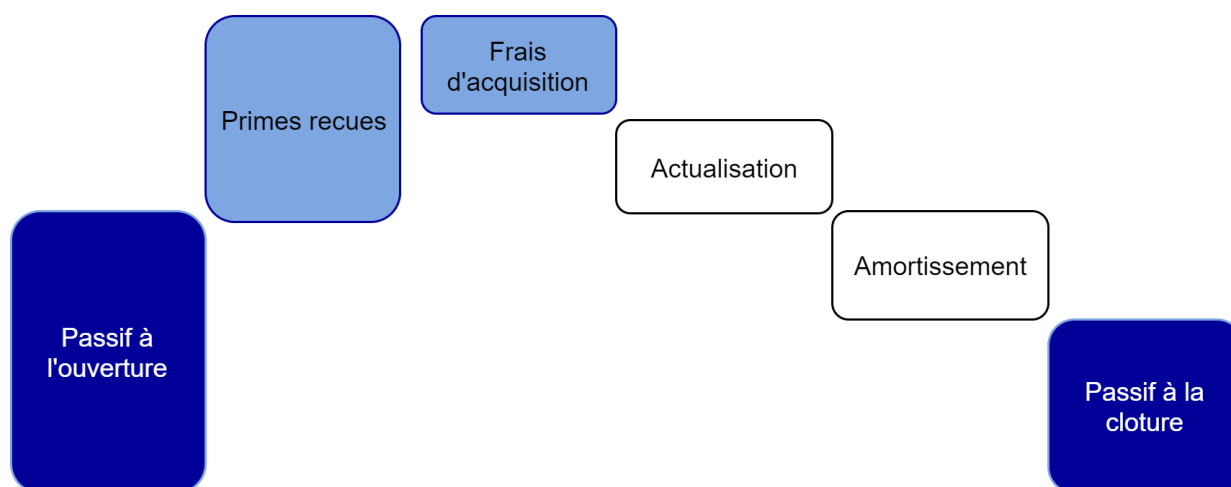 Frais
d'acquisition
Primes recues
Actualisation
Amortissement
Passif à
l'ouverture
Passif à la
cloture